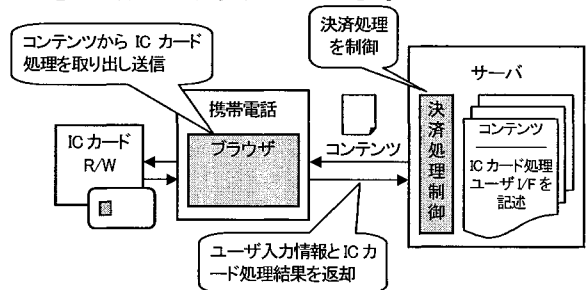 コンテンツから IC カード
処理を取り出し送信
決済処理
を制御
サーバ
携帯電話
ブラウザ
IC カード
R/W
コンテンツ
決済処理制御
コンテンツ
IC カード処理
ユーザ I/F を
記述
ユーザ入力情報と IC カ
ード処理結果を返却